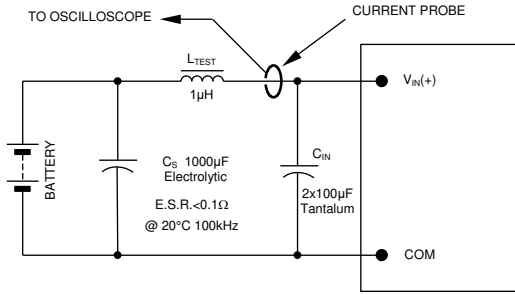 TO OSCILLOSCOPE
CURRENT PROBE
LTEST
1µH
VIN(+)
BATTERY
CS 1000µF
Electrolytic
E.S.R.<0.1Ω
@ 20°C 100kHz
CIN
2x100µF
Tantalum
COM